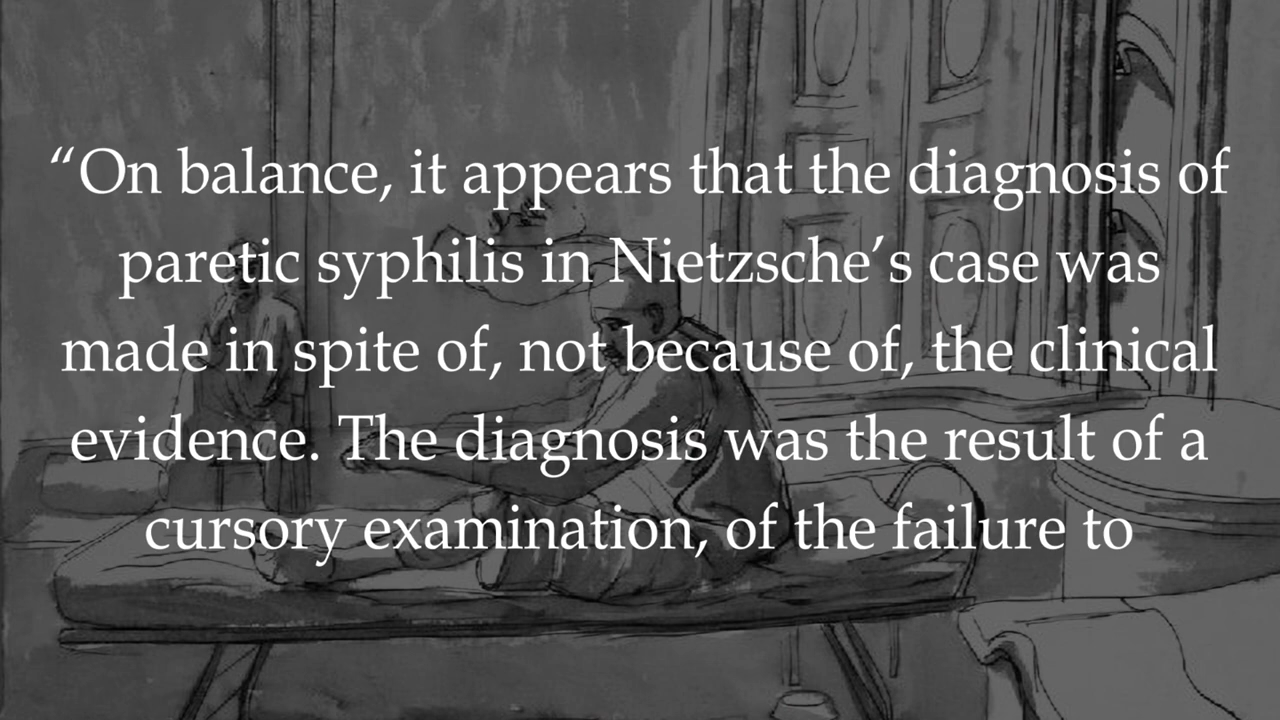 “On balance, it appears that the diagnosis of
paretic syphilis in Nietzsche’s case was
made in spite of, not because of, the clinical
evidence. The diagnosis was the result of a
cursory examination, of the failure to